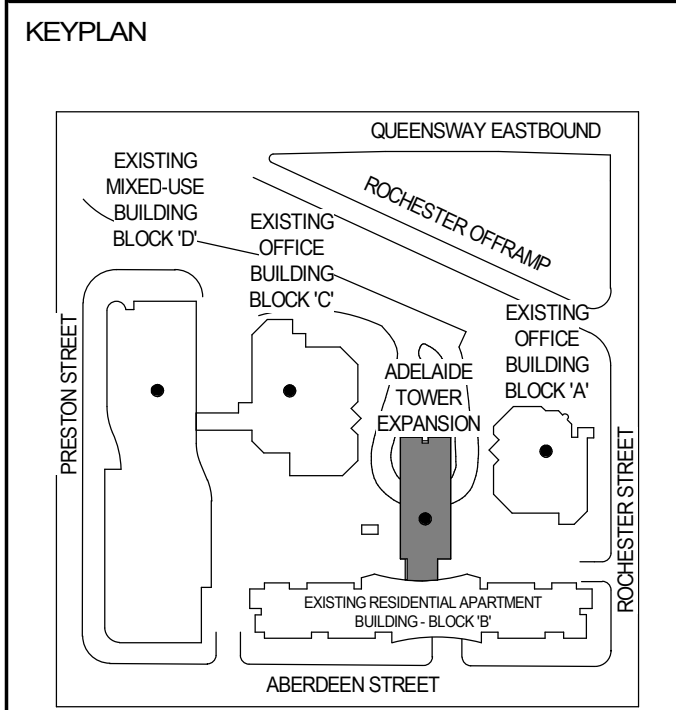 KEYPLAN
QUEENSWAY EASTBOUND
EXISTING
MIXED-USE
BUILDING
BLOCK 'D'
ROCHESTER OFFRAMP
EXISTING
OFFICE
BUILDING
BLOCK 'C'
EXISTING
OFFICE
BUILDING
BLOCK 'A'
ADELAIDE
TOWER
EXPANSION
PRESTON STREET
ROCHESTER STREET
EXISTING RESIDENTIAL APARTMENT
BUILDING - BLOCK 'B'
ABERDEEN STREET